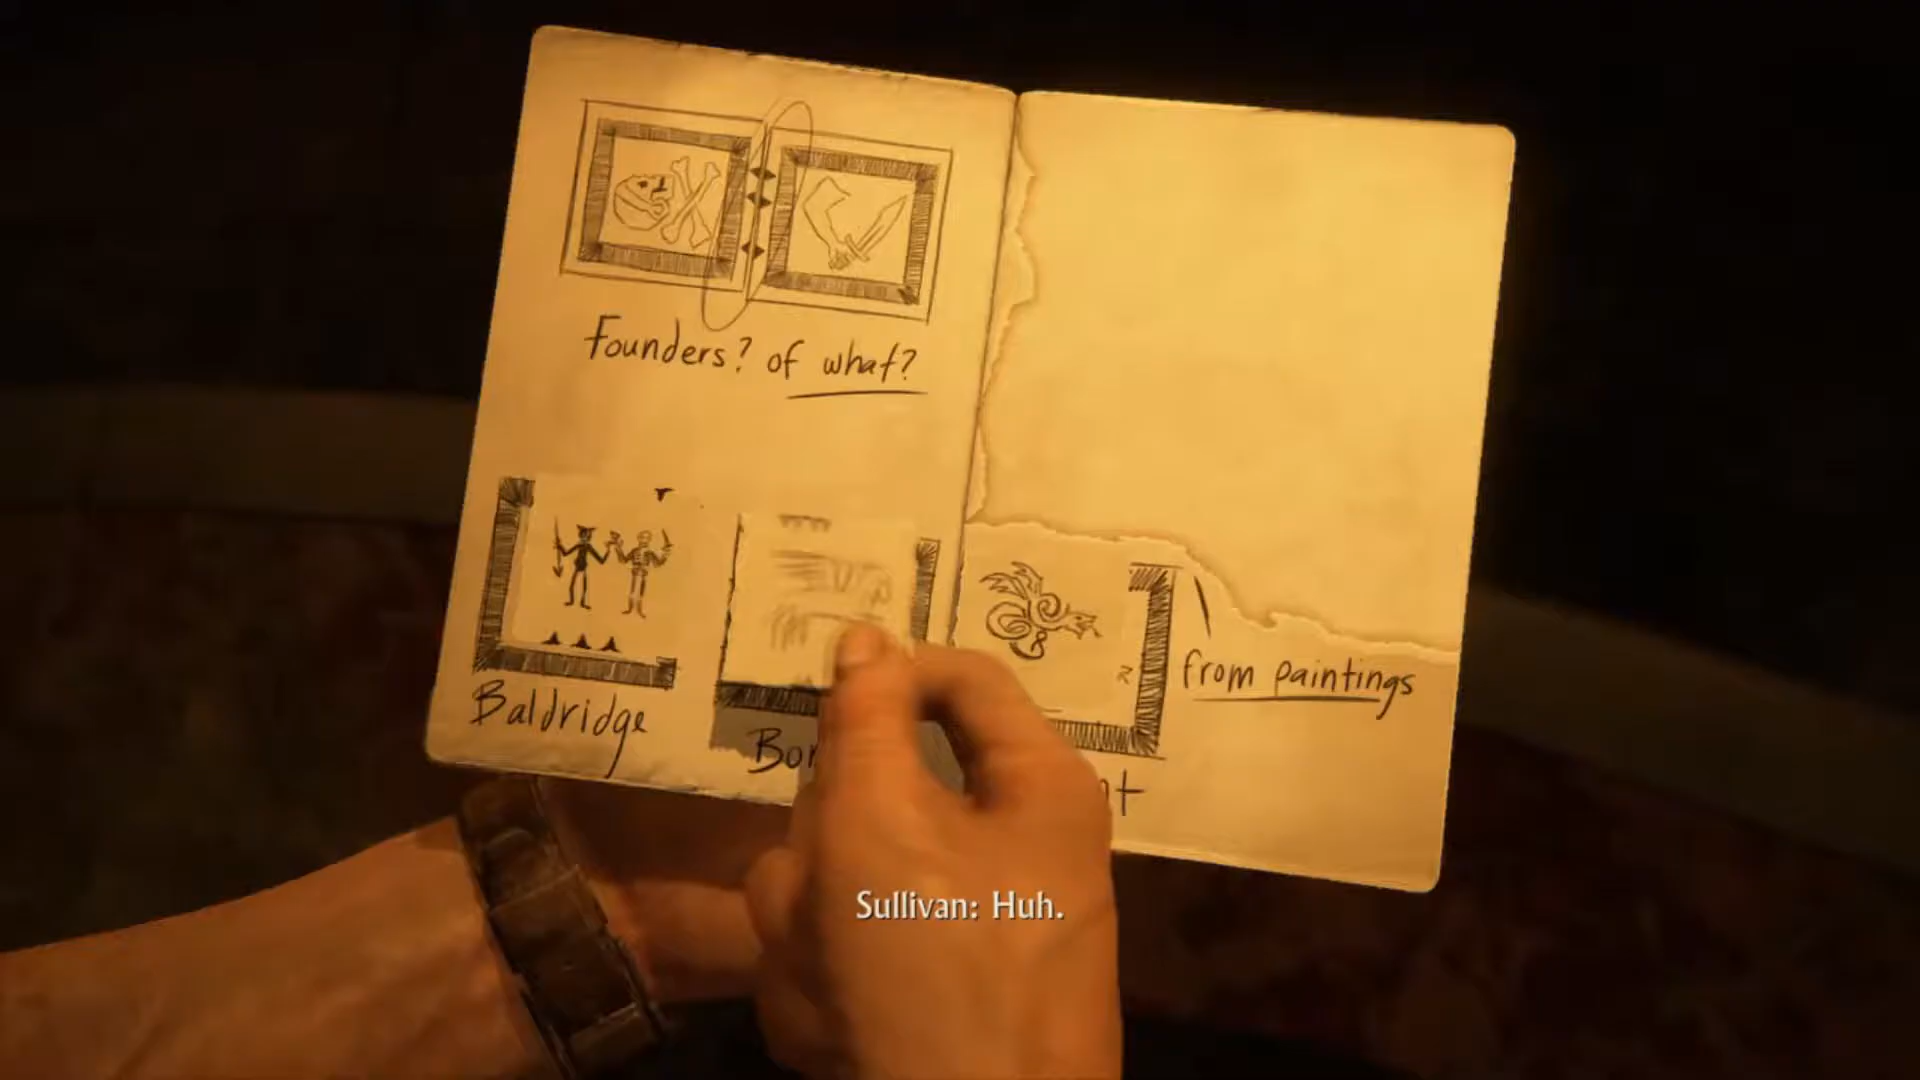 Founders? of what?
Baldridge
from paintings
Sullivan: Huh.